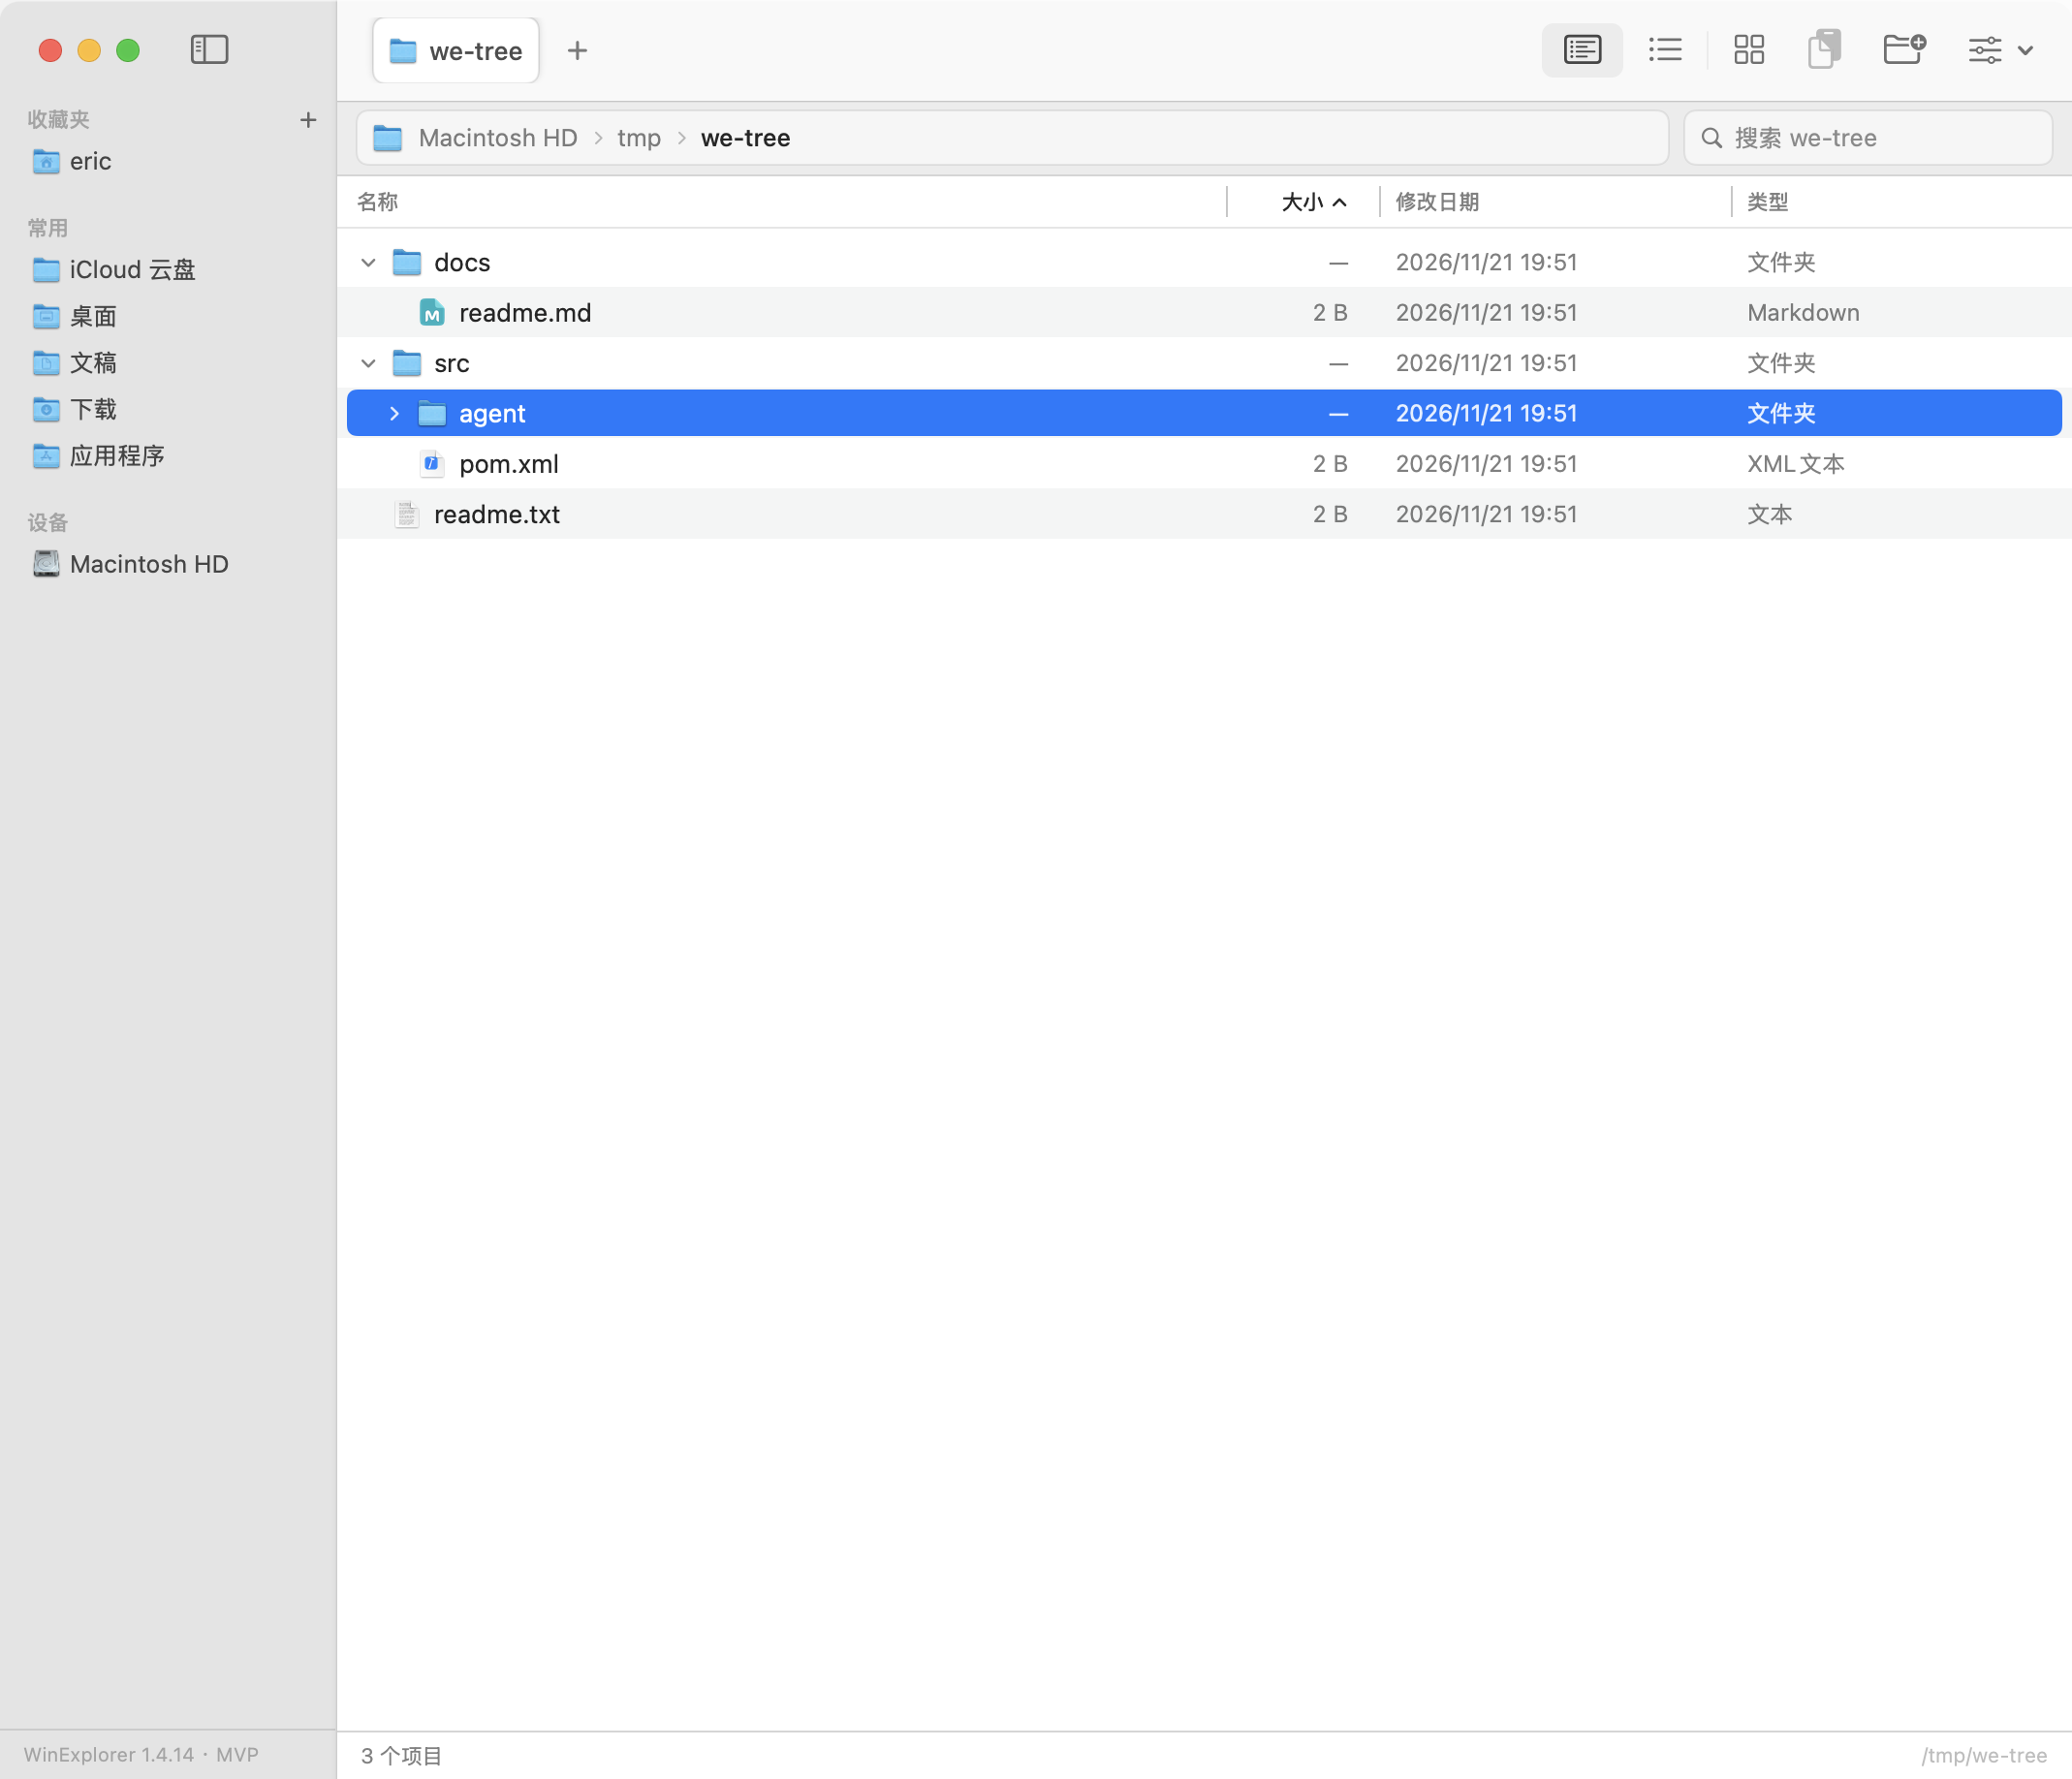 we-tree
收藏夹
eric
常用
iCloud 云盘
桌面
文稿
下载
应用程序
设备
Macintosh HD
WinExplorer 1.4.14 · MVP
Macintosh HD › tmp › we-tree
搜索 we-tree
名称 大小 修改日期 类型
docs — 2026/11/21 19:51 文件夹
readme.md 2 B 2026/11/21 19:51 Markdown
src — 2026/11/21 19:51 文件夹
agent — 2026/11/21 19:51 文件夹
pom.xml 2 B 2026/11/21 19:51 XML 文本
readme.txt 2 B 2026/11/21 19:51 文本
3 个项目
/tmp/we-tree